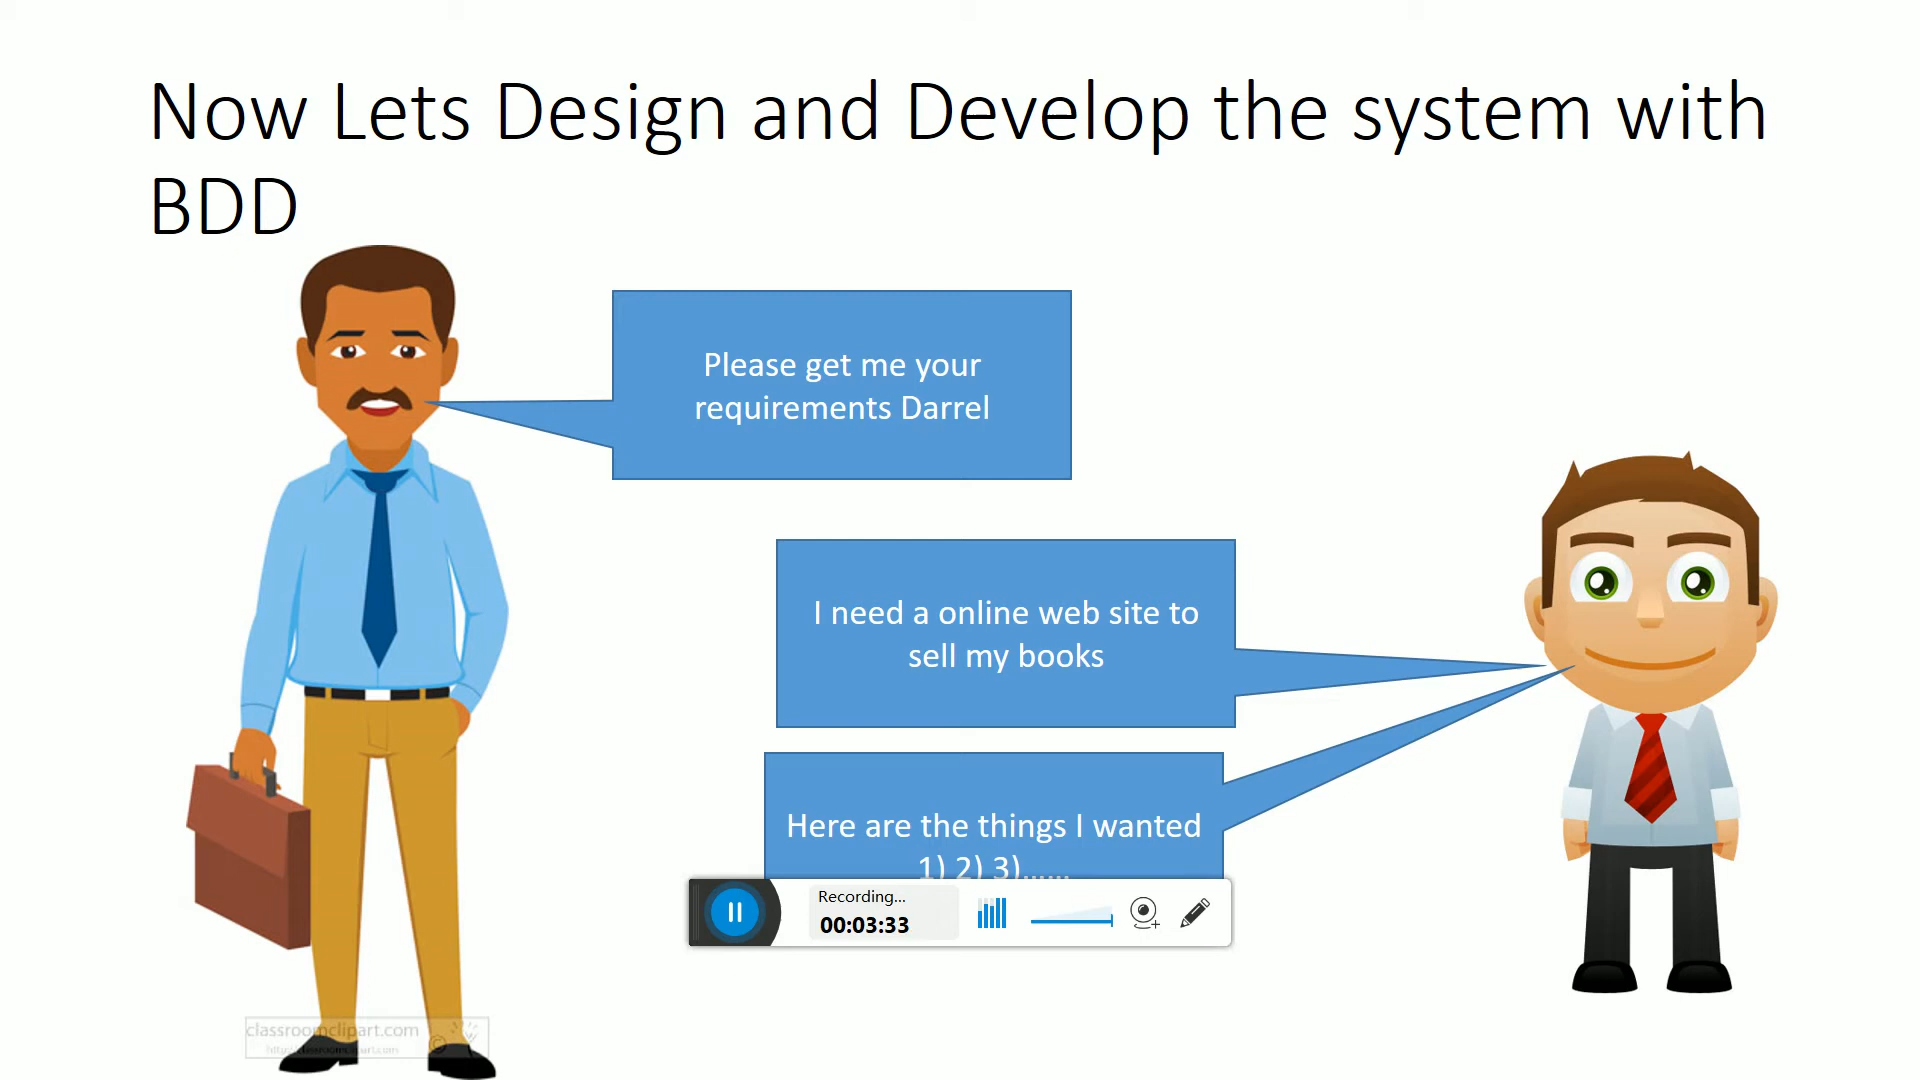 Now Lets Design and Develop the system with
BDD
Please get me your
requirements Darrel
I need a online web site to
sell my books
Here are the things I wanted
1) 2) 3)......
Recording...
00:03:33
classroomclipart.com
©